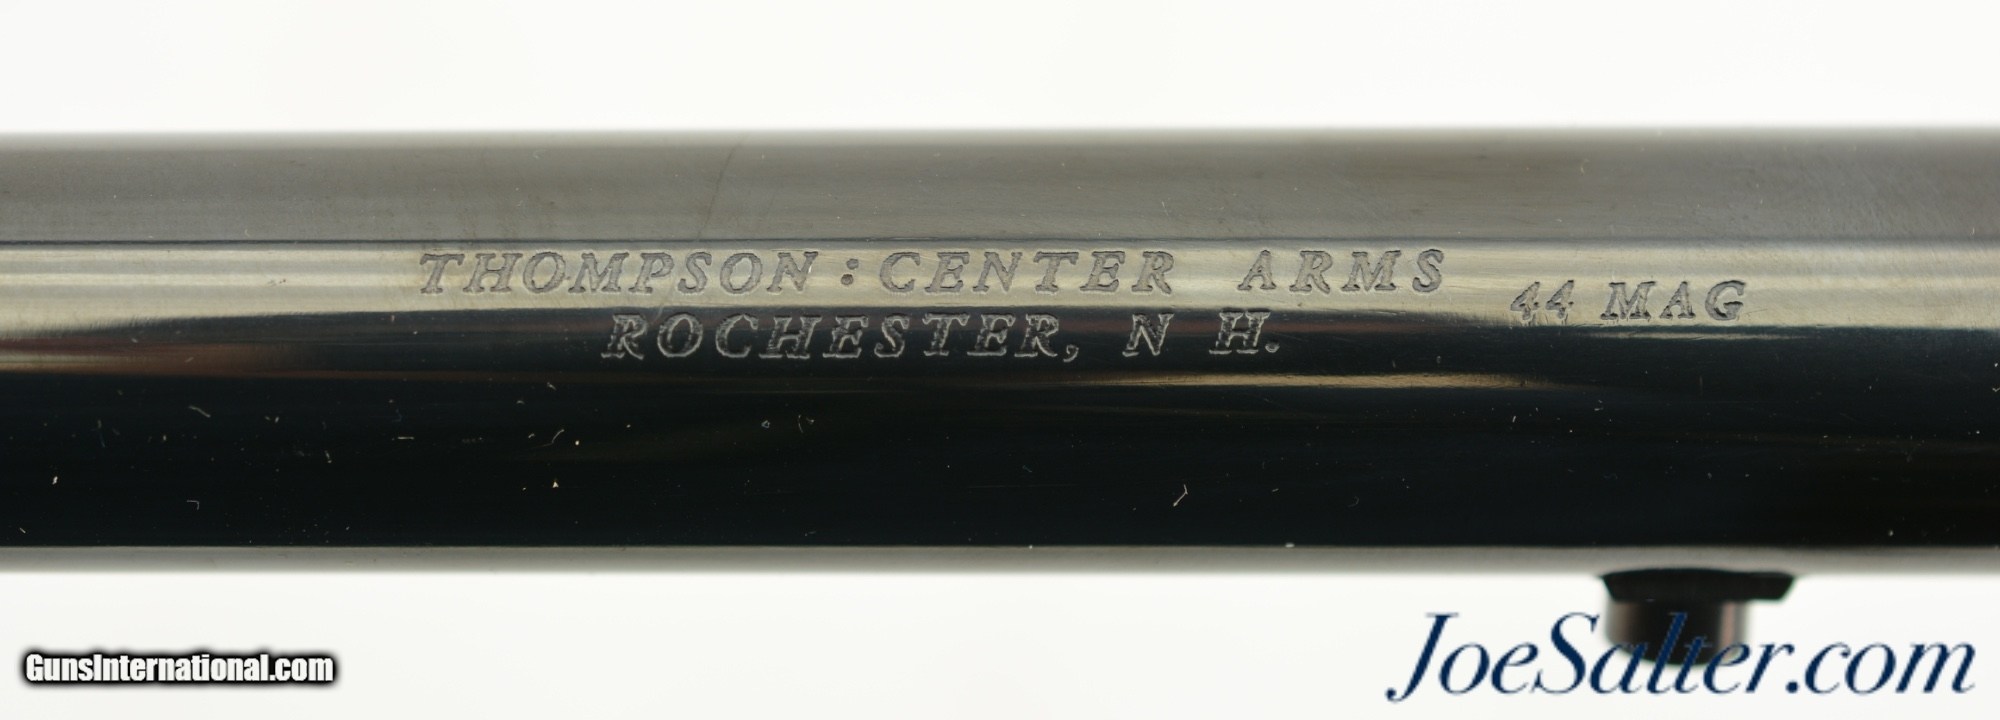 THOMPSON : CENTER ARMS
ROCHESTER, N H.
44 MAG
GunsInternational.com
JoeSalter.com